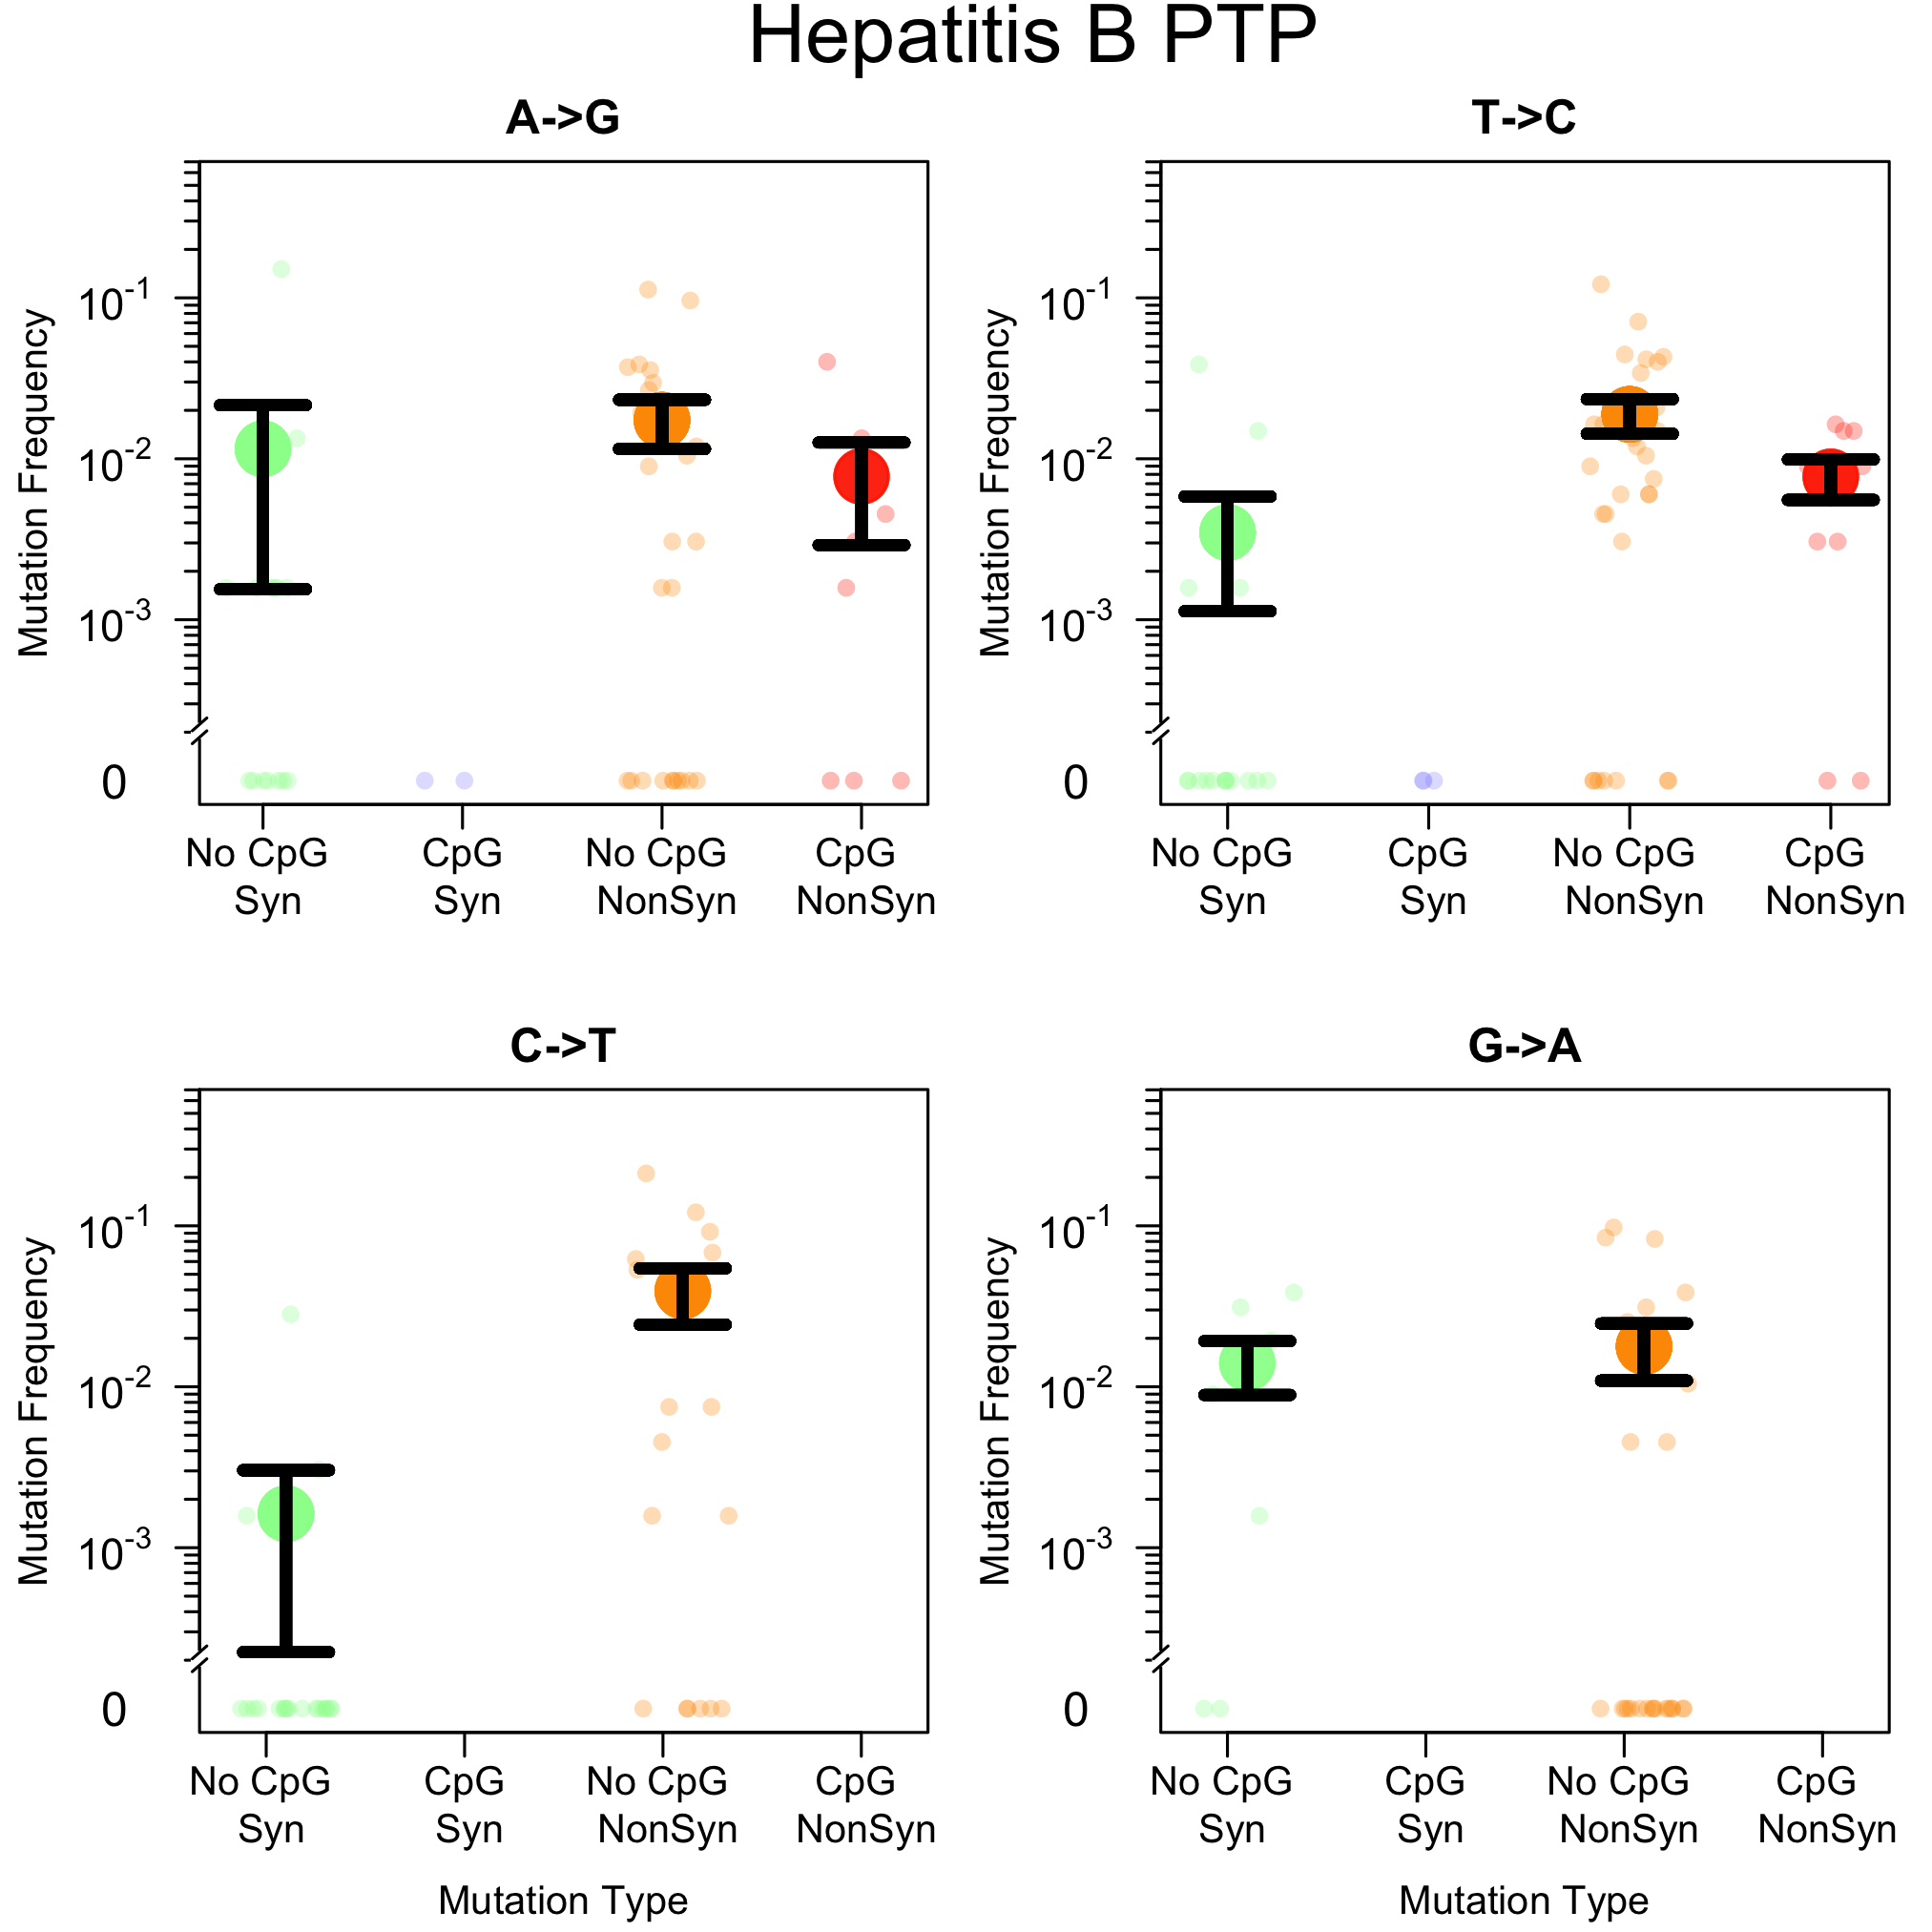 Hepatitis B PTP
A->G
T->C
Mutation Frequency
10-1
10-2
10-3
0
Mutation Frequency
10-1
10-2
10-3
0
No CpG CpG No CpG CpG
Syn Syn NonSyn NonSyn
No CpG CpG No CpG CpG
Syn Syn NonSyn NonSyn
C->T
G->A
Mutation Frequency
10-1
10-2
10-3
0
Mutation Frequency
10-1
10-2
10-3
0
No CpG CpG No CpG CpG
Syn Syn NonSyn NonSyn
No CpG CpG No CpG CpG
Syn Syn NonSyn NonSyn
Mutation Type
Mutation Type